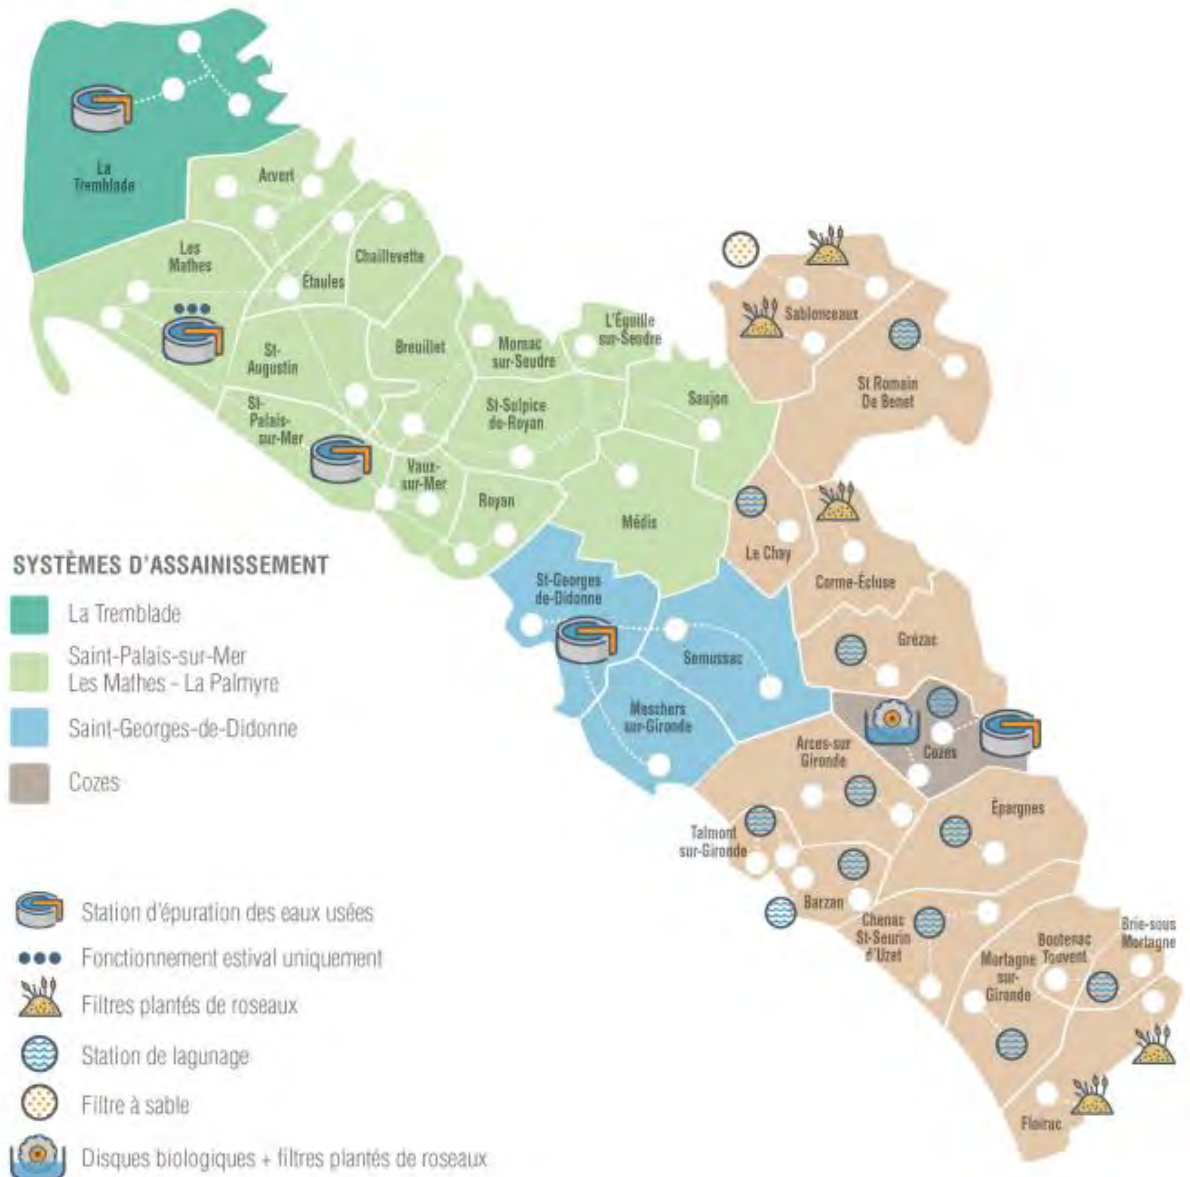 La
Tremblade
Arvert
Les
Mathes
Chaillevette
Étaules
L'Éguille
sur-Seudre
Mornac
sur-Seudre
Breuillet
St-
Augustin
Sablonceaux
St Romain
De Benet
Saujon
St-Sulpice
de-Royan
St-
Palais-
sur-Mer
Vaux-
sur-Mer
Royan
Médis
Le Chay
Corme-Écluse
SYSTÈMES D'ASSAINISSEMENT
La Tremblade
Saint-Palais-sur-Mer
Les Mathes - La Palmyre
Saint-Georges-de-Didonne
Cozes
St-Georges
de-Didonne
Semussac
Grézac
Meschers
sur-Gironde
Arces-sur
Gironde
Cozes
Épargnes
Talmont
sur-Gironde
Barzan
Chenac
St-Seurin
d'Uzet
Mortagne
sur-
Gironde
Boutenac
Touvent
Brie-sous
Mortagne
Floirac
Station d'épuration des eaux usées
Fonctionnement estival uniquement
Filtres plantés de roseaux
Station de lagunage
Filtre à sable
Disques biologiques + filtres plantés de roseaux